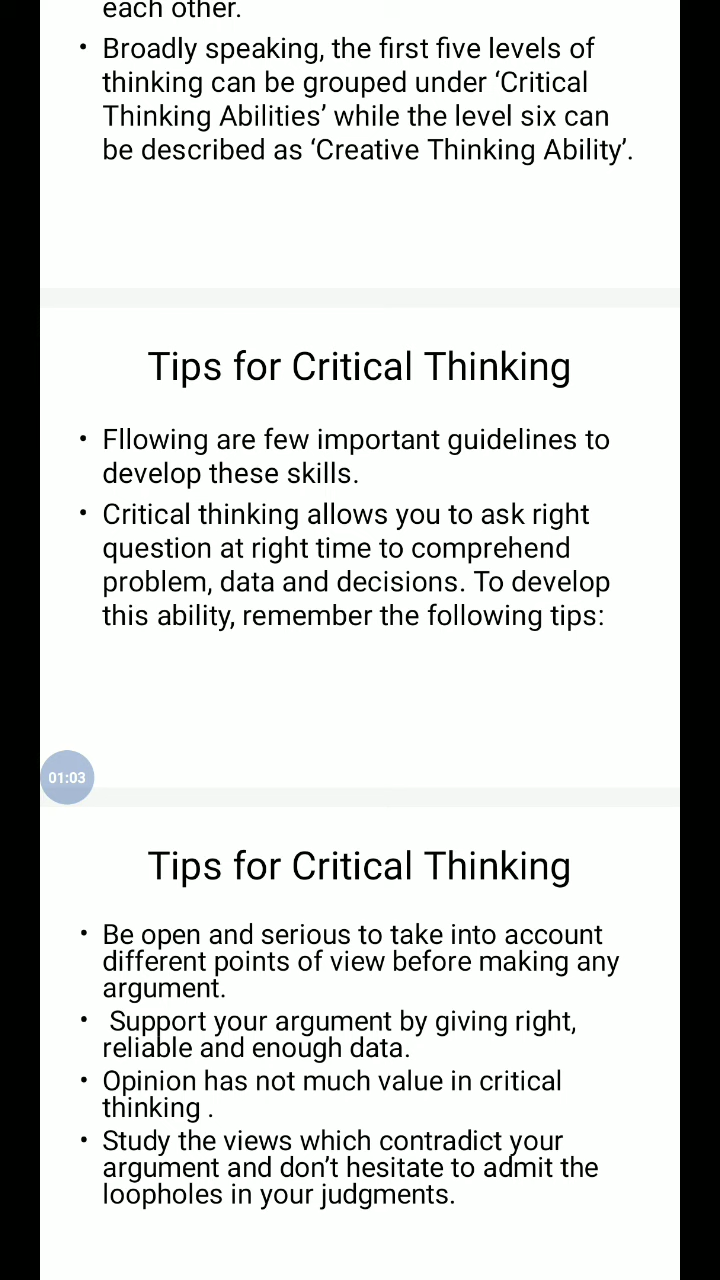 each other.
• Broadly speaking, the first five levels of
thinking can be grouped under ‘Critical
Thinking Abilities’ while the level six can
be described as ‘Creative Thinking Ability’.
Tips for Critical Thinking
• Fllowing are few important guidelines to
develop these skills.
• Critical thinking allows you to ask right
question at right time to comprehend
problem, data and decisions. To develop
this ability, remember the following tips:
01:03
Tips for Critical Thinking
• Be open and serious to take into account
different points of view before making any
argument.
• Support your argument by giving right,
reliable and enough data.
• Opinion has not much value in critical
thinking .
• Study the views which contradict your
argument and don’t hesitate to admit the
loopholes in your judgments.